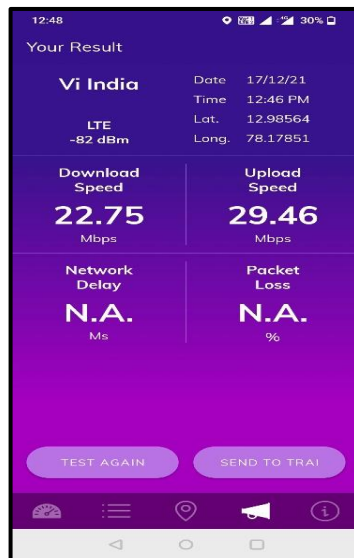 12:48
30%
Your Result
Vi India
Date 17/12/21
Time 12:46 PM
Lat. 12.98564
Long. 78.17851
LTE
-82 dBm
Download
Speed
22.75
Mbps
Upload
Speed
29.46
Mbps
Network
Delay
N.A.
Ms
Packet
Loss
N.A.
%
TEST AGAIN
SEND TO TRAI